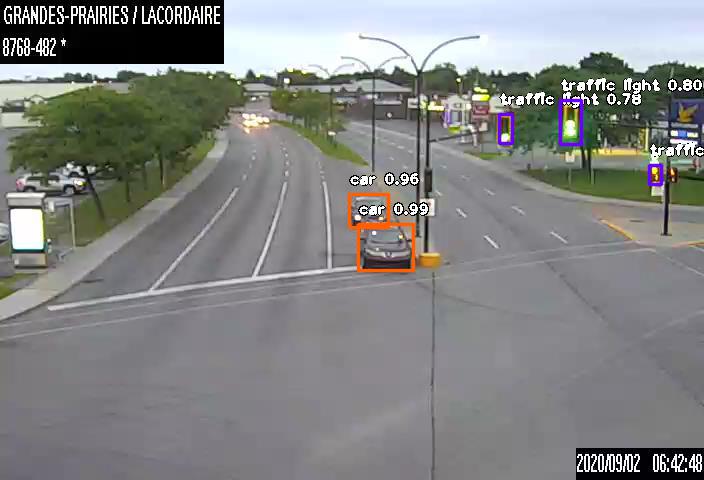 GRANDES-PRAIRIES / LACORDAIRE
8768-482 *
traffic light 0.80
traffic light 0.78
traffic
car 0.96
car 0.99
2020/09/02 06:42:48